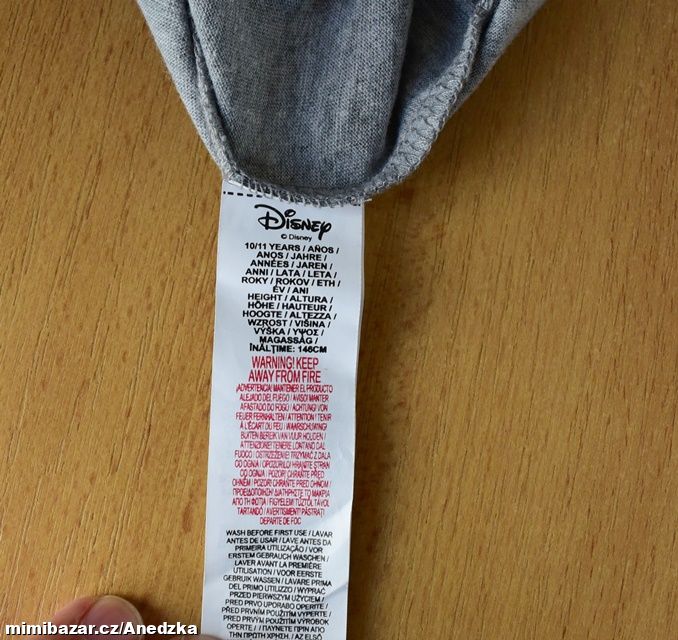 Disney
© Disney
10/11 YEARS / AÑOS /
ANOS / JAHRE /
ANNÉES / JAREN /
ANNI / LATA / LETA /
ROKY / ROKOV / ETH /
ÉV / ANI
HEIGHT / ALTURA /
HÖHE / HAUTEUR /
HOOGTE / ALTEZZA /
WZROST / VIŠINA /
VÝŠKA / ΥΨΟΣ /
MAGASSÁG /
ÎNĂLȚIME: 146CM
WARNING! KEEP
AWAY FROM FIRE
¡ADVERTENCIA! MANTENER EL PRODUCTO
ALEJADO DEL FUEGO / AVISO! MANTER
AFASTADO DO FOGO / ACHTUNG! VON
FEUER FERNHALTEN / ATTENTION ! TENIR
À L'ÉCART DU FEU / WAARSCHUWING!
BUITEN BEREIK VAN VUUR HOUDEN /
ATTENZIONE! TENERE LONTANO DAL
FUOCO / OSTRZEŻENIE! TRZYMAĆ Z DALA
OD OGNIA / OPOZORILO! HRANITE STRAN
OD OGNJA / POZOR! CHRAŇTE PŘED
OHNĚM / POZOR! CHRÁŇTE PRED OHŇOM /
ΠΡΟΕΙΔΟΠΟΙΗΣΗ! ΔΙΑΤΗΡΗΣΤΕ ΤΟ ΜΑΚΡΙΑ
ΑΠΟ ΤΗ ΦΩΤΙΑ / FIGYELEM! TŰZTŐL TÁVOL
TARTANDÓ / AVERTISMENT! PĂSTRAȚI
DEPARTE DE FOC
WASH BEFORE FIRST USE / LAVAR
ANTES DE USAR / LAVE ANTES DA
PRIMEIRA UTILIZAÇÃO / VOR
ERSTEM GEBRAUCH WASCHEN /
LAVER AVANT LA PREMIÈRE
UTILISATION / VOOR EERSTE
GEBRUIK WASSEN / LAVARE PRIMA
DEL PRIMO UTILIZZO / WYPRAĆ
PRZED PIERWSZYM UŻYCIEM /
PRED PRVO UPORABO OPERITE /
PŘED PRVNÍM POUŽITÍM VYPERTE /
PRED PRVÝM POUŽITÍM VÝROBOK
OPERTE / ΠΛΥΝΕΤΕ ΠΡΙΝ ΑΠΟ
ΤΗΝ ΠΡΩΤΗ ΧΡΗΣΗ / AZ ELSŐ
mimibazar.cz/Anedzka